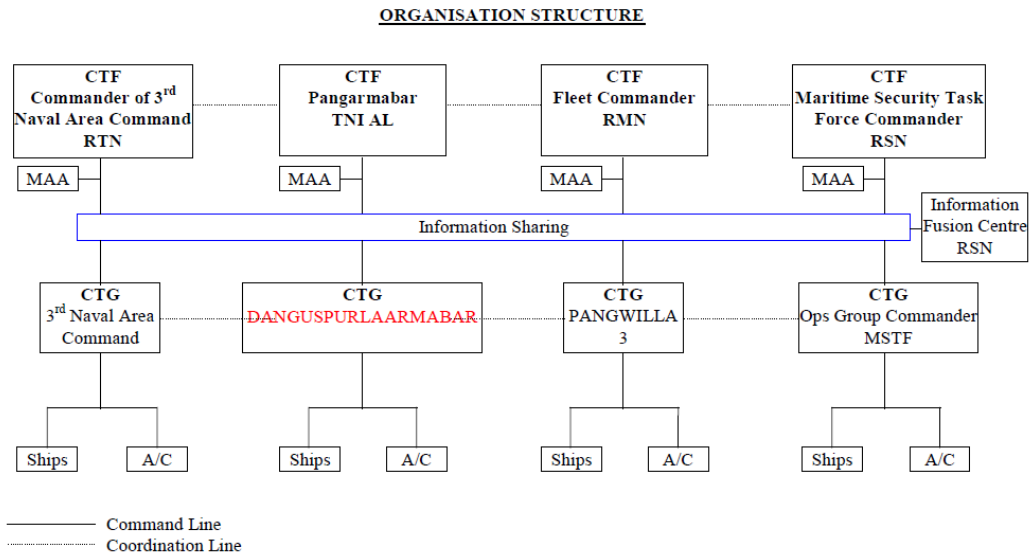 ORGANISATION STRUCTURE
CTF
Commander of 3rd
Naval Area Command
RTN
CTF
Pangarmabar
TNI AL
CTF
Fleet Commander
RMN
CTF
Maritime Security Task
Force Commander
RSN
MAA
MAA
MAA
MAA
Information Sharing
Information
Fusion Centre
RSN
CTG
3rd Naval Area
Command
CTG
DANGUSPURLAARMABAR
CTG
PANGWILLA
3
CTG
Ops Group Commander
MSTF
Ships
A/C
Ships
A/C
Ships
A/C
Ships
A/C
Command Line
Coordination Line